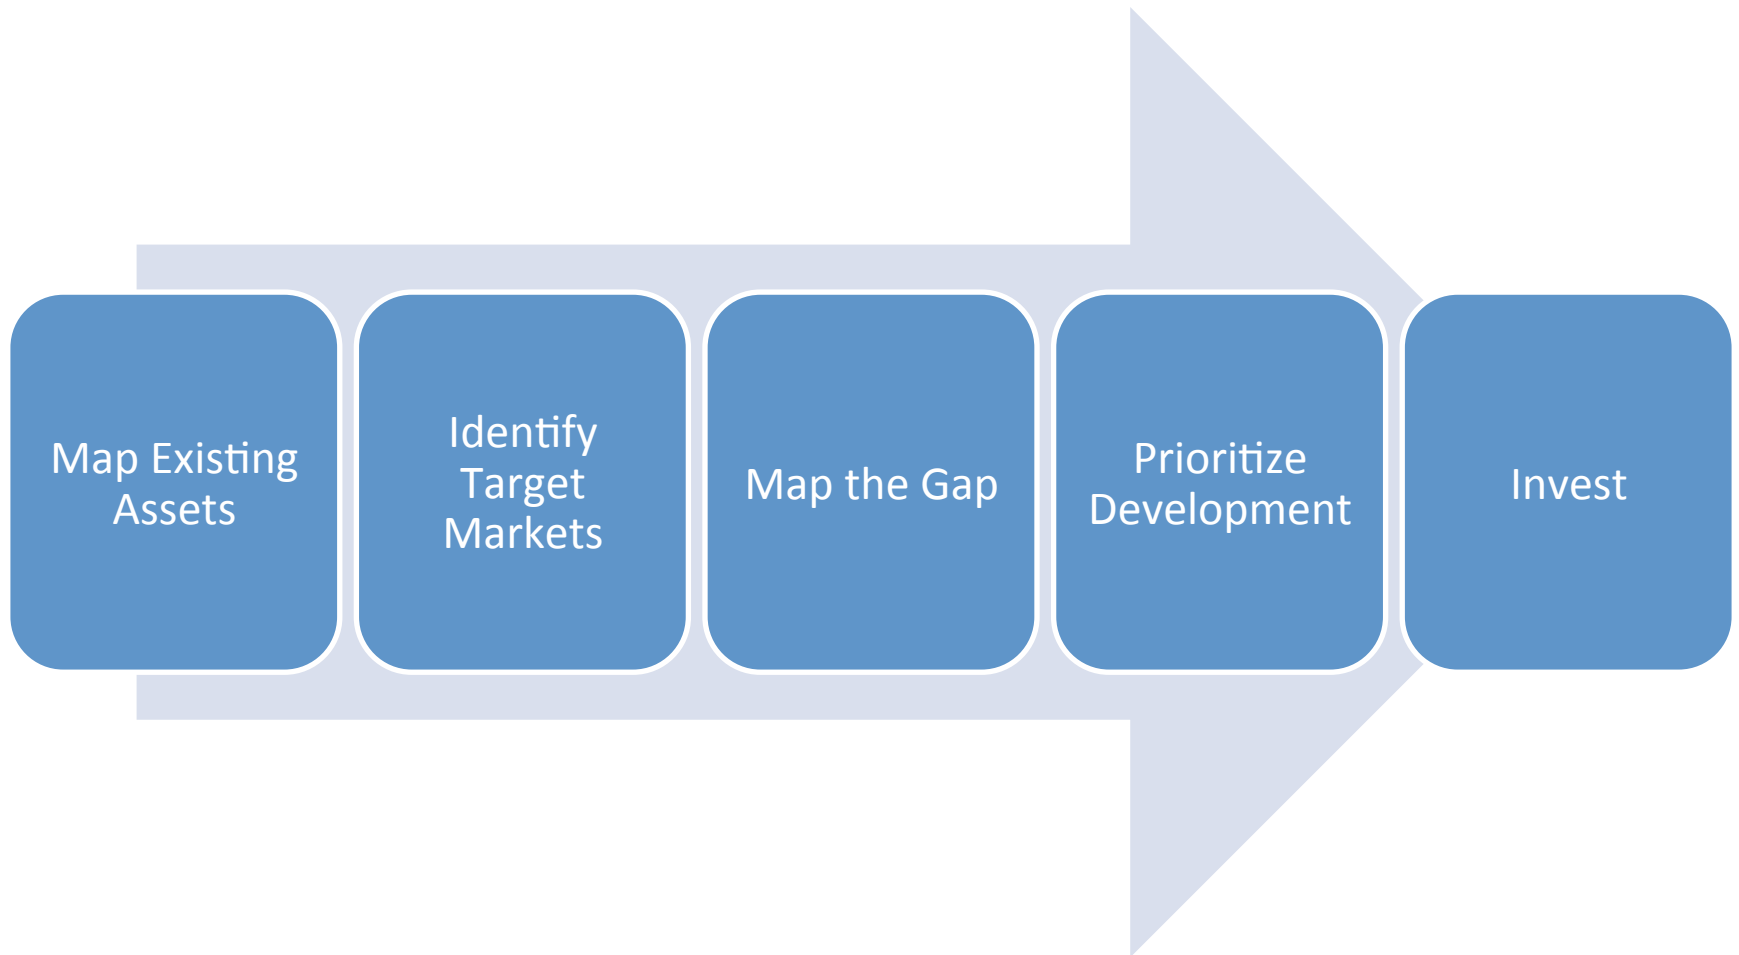 Map Existing
Assets
Identify
Target
Markets
Map the Gap
Prioritize
Development
Invest